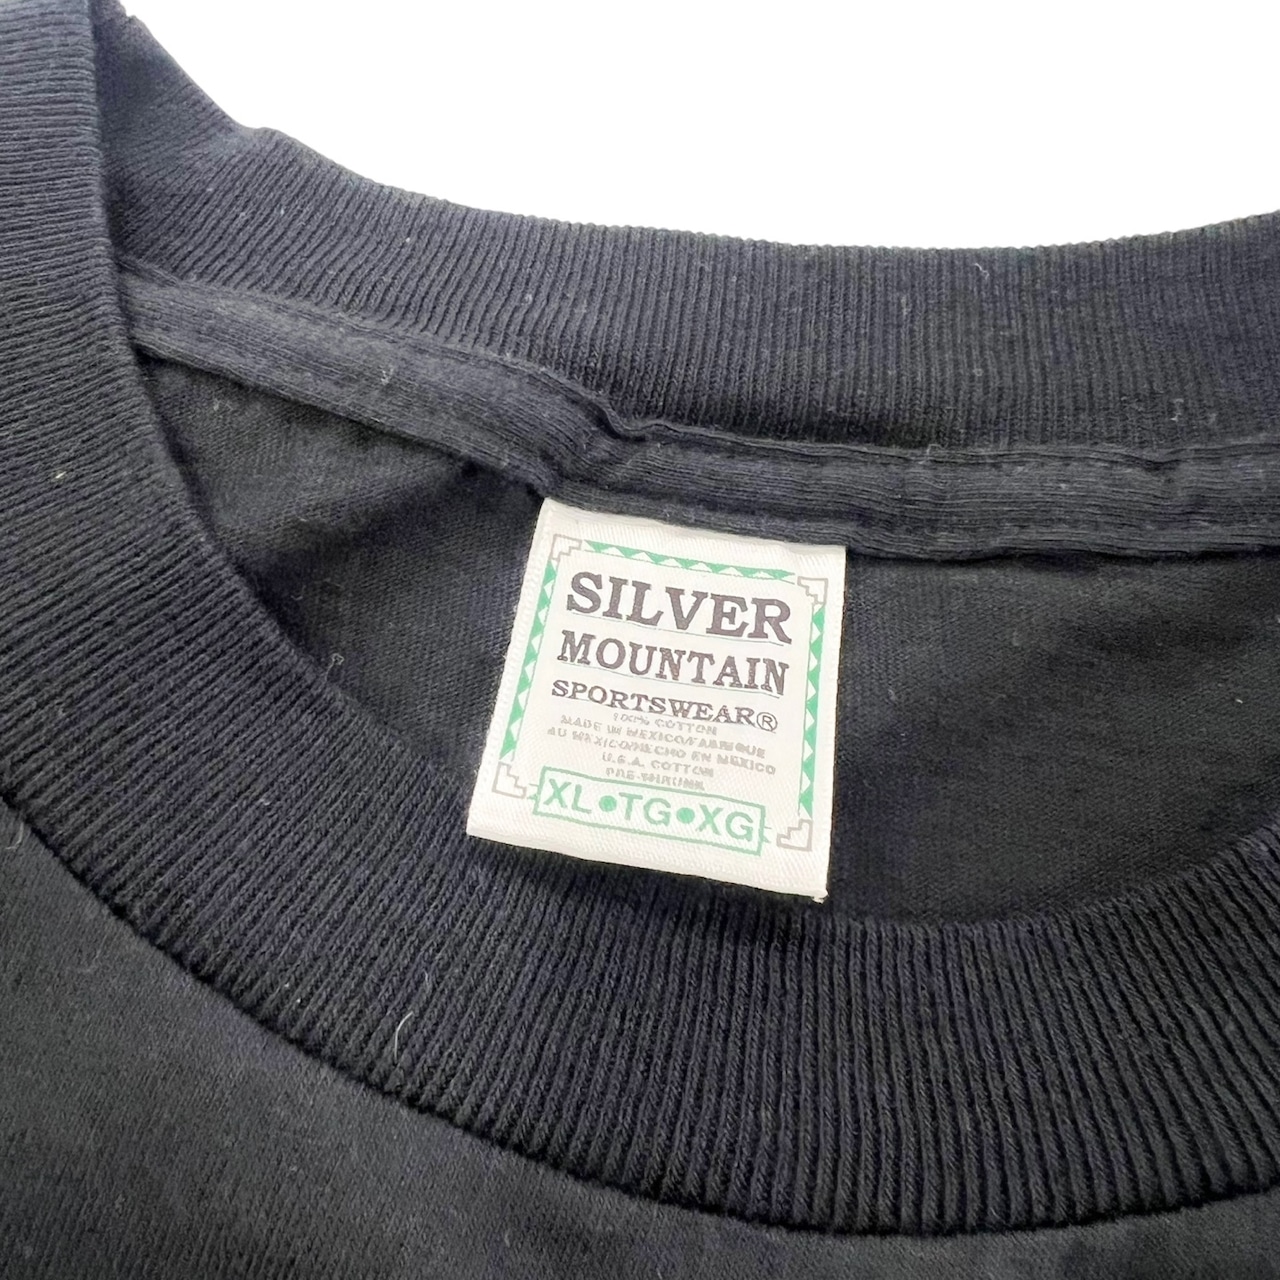 SILVER
MOUNTAIN
SPORTSWEAR®
100% COTTON
MADE IN MEXICO/FABRIQUE
AU MEXICO/HECHO EN MEXICO
U.S.A. COTTON
PRE-SHRUNK
XL•TG•XG